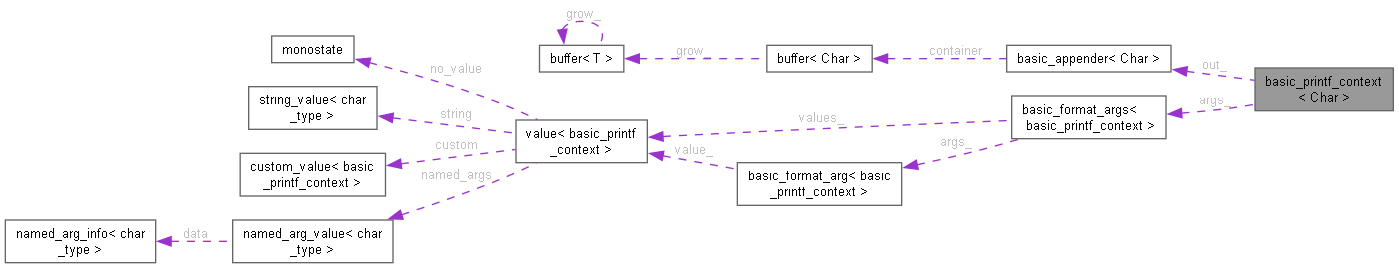 grow_
monostate
buffer< T >
grow_
buffer< Char >
container
basic_appender< Char >
out_
basic_printf_context
< Char >
no_value
string_value< char
_type >
string
args_
basic_format_args<
basic_printf_context >
values_
value< basic_printf
_context >
custom
custom_value< basic
_printf_context >
args_
value_
basic_format_arg< basic
_printf_context >
named_args
named_arg_info< char
_type >
data
named_arg_value< char
_type >